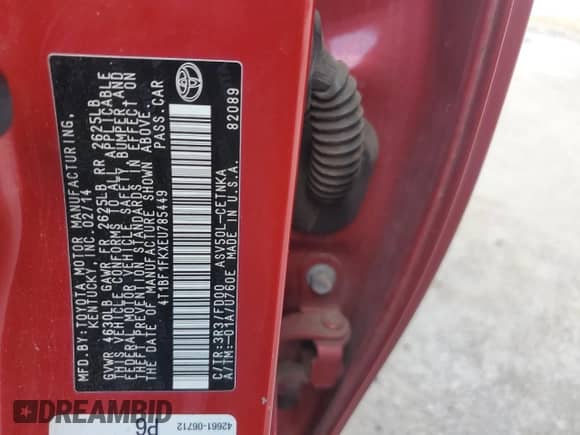 MFD BY:TOYOTA MOTOR MANUFACTURING,
KENTUCKY, INC. 02/14
GVWR 4630LB GAWR FR 2625LB RR 2625LB
THIS VEHICLE CONFORMS TO ALL APPLICABLE
FEDERAL MOTOR VEHICLE SAFETY, BUMPER, AND
THEFT PREVENTION STANDARDS IN EFFECT ON
THE DATE OF MANUFACTURE SHOWN ABOVE.
4T1BF1FKXEU785449 PASS.CAR
C/TR:3R3/FD00 ASV50L-CETNKA
A/TM:-01A/U760E MADE IN U.S.A.
82089
42661-06712
P6
DREAMBID